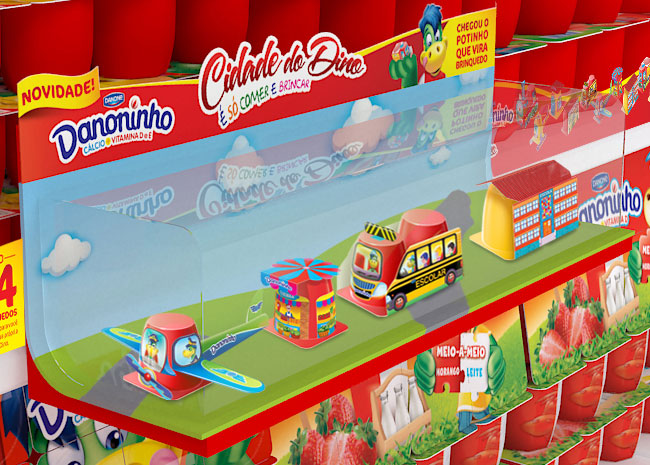 NOVIDADE!
DANONE
Danoninho
CÁLCIO + VITAMINA D e E
Cidade do Dino
É SÓ COMER E BRINCAR
CHEGOU O
POTINHO
QUE VIRA
BRINQUEDO
ESCOLAR
MEIO-A-MEIO
MORANGO LEITE
4